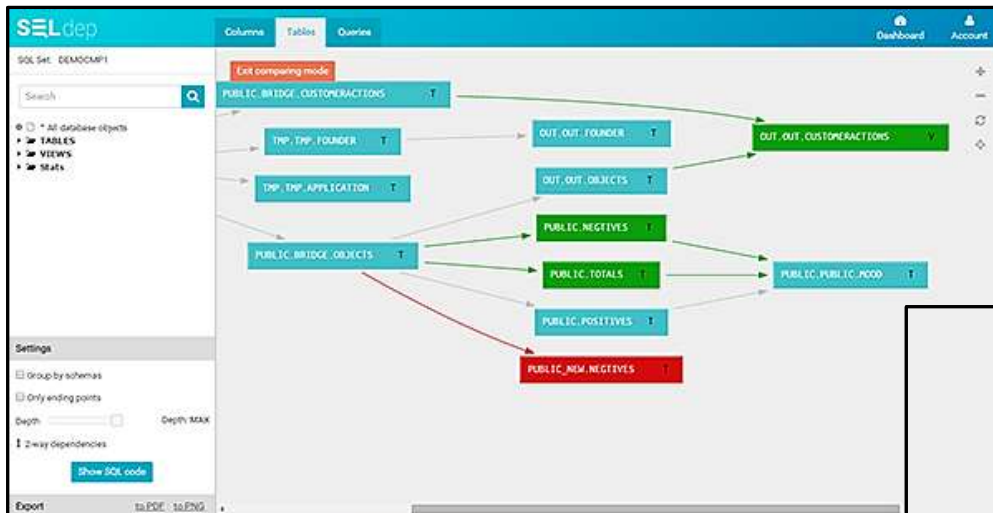 SQLdep
Columns Tables Queries
Dashboard Account
SQL Set: DEMOCMP1
Exit comparing mode
Search
* All database objects
TABLES
VIEWS
Stats
PUBLIC.BRIDGE.CUSTOMERACTIONS T
TMP.TMP.FOUNDER T
OUT.OUT.FOUNDER T
OUT.OUT.CUSTOMERACTIONS V
TMP.TMP.APPLICATION T
OUT.OUT.OBJECTS T
PUBLIC.NEGTIVES T
PUBLIC.BRIDGE.OBJECTS T
PUBLIC.TOTALS T
PUBLIC.PUBLIC.MOOD T
PUBLIC.POSITIVES T
PUBLIC_NEW.NEGTIVES T
Settings
Group by schemas
Only ending points
Depth Depth: MAX
2-way dependencies
Show SQL code
Export to PDF to PNG